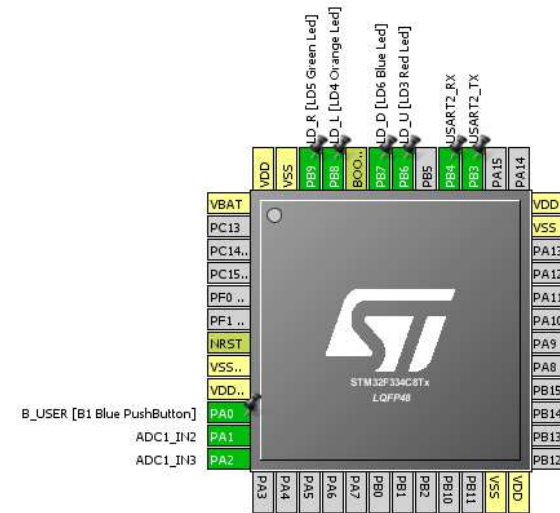 LD_R [LD5 Green Led]
LD_L [LD4 Orange Led]
LD_D [LD6 Blue Led]
LD_U [LD3 Red Led]
USART2_RX
USART2_TX
VDD
VSS
PB9
PB8
BOO..
PB7
PB6
PB5
PB4
PB3
PA15
PA14
VBAT
PC13
PC14..
PC15..
PF0 ..
PF1 ..
NRST
VSS..
VDD..
B_USER [B1 Blue PushButton] PA0
ADC1_IN2 PA1
ADC1_IN3 PA2
ST
STM32F334C8Tx
LQFP48
VDD
VSS
PA13
PA12
PA11
PA10
PA9
PA8
PB15
PB14
PB13
PB12
PA3
PA4
PA5
PA6
PA7
PB0
PB1
PB2
PB10
PB11
VSS
VDD